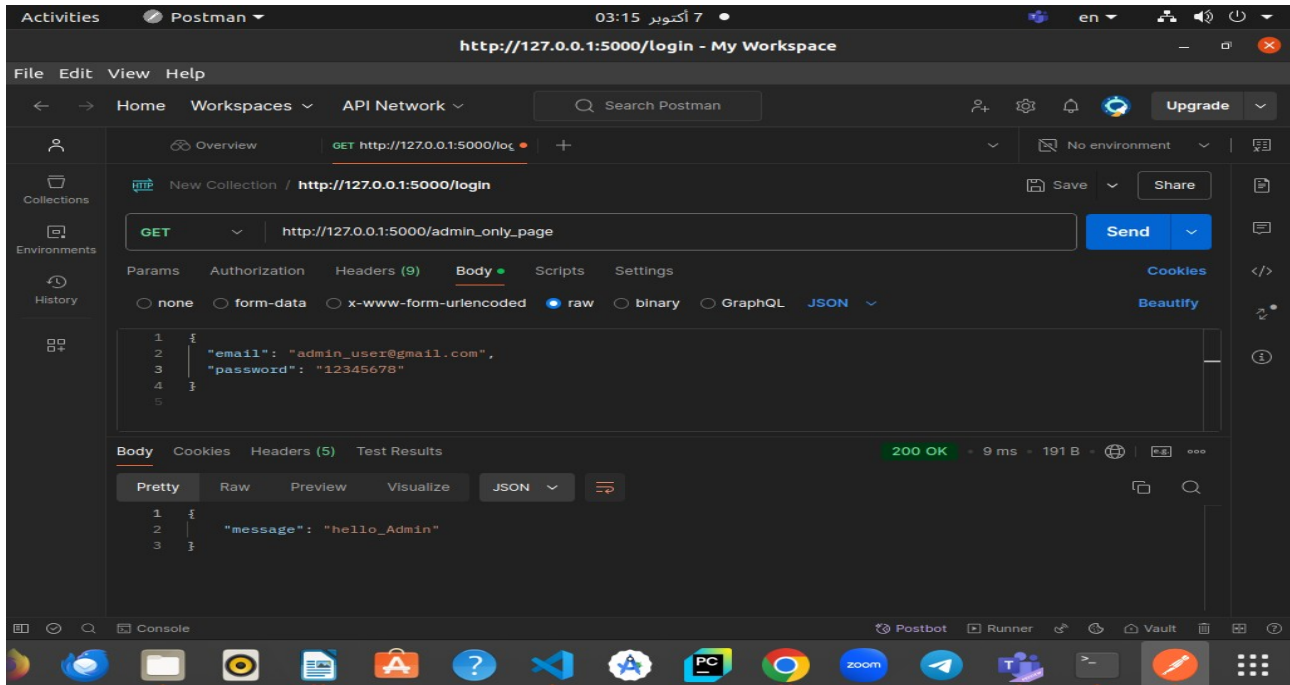 Activities Postman 03:15 أكتوبر 7 en
http://127.0.0.1:5000/login - My Workspace
File Edit View Help
Home Workspaces API Network Search Postman Upgrade
Overview GET http://127.0.0.1:5000/log No environment
Collections
HTTP New Collection / http://127.0.0.1:5000/login Save Share
Environments
GET http://127.0.0.1:5000/admin_only_page Send
History
Params Authorization Headers (9) Body Scripts Settings Cookies
none form-data x-www-form-urlencoded raw binary GraphQL JSON Beautify
1 {
2 "email": "admin_user@gmail.com",
3 "password": "12345678"
4 }
5
Body Cookies Headers (5) Test Results 200 OK 9 ms 191 B e.g.
Pretty Raw Preview Visualize JSON
1 {
2 "message": "hello_Admin"
3 }
Console Postbot Runner Vault
PC zoom